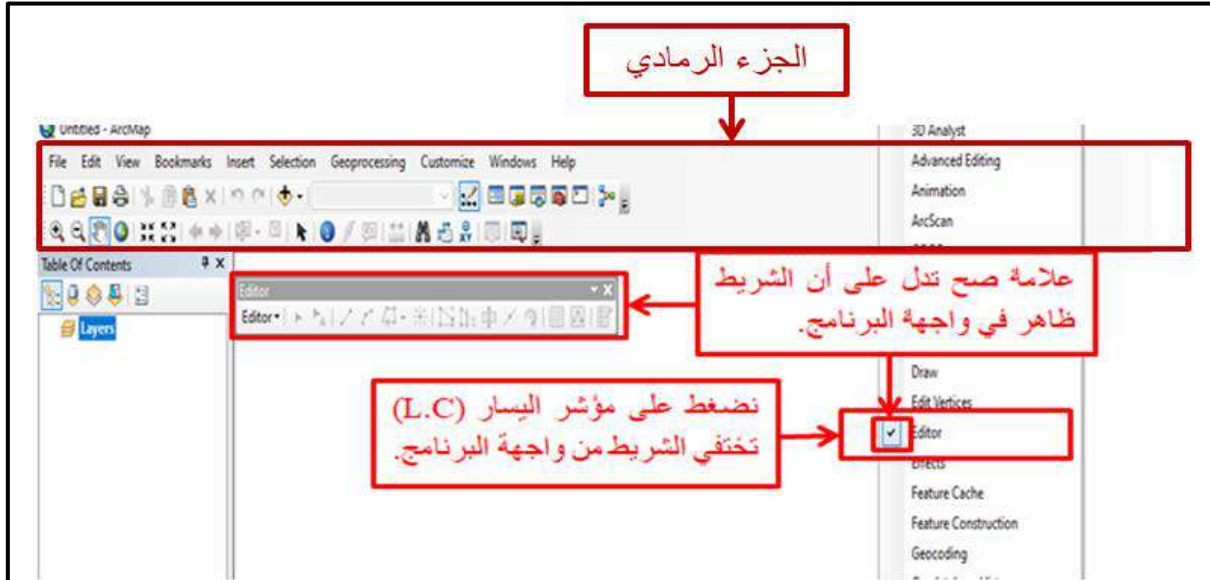 الجزء الرمادي
Untitled - ArcMap
3D Analyst
File Edit View Bookmarks Insert Selection Geoprocessing Customize Windows Help
Advanced Editing
Animation
ArcScan
Table Of Contents
Layers
Editor
Editor
علامة صح تدل على أن الشريط
ظاهر في واجهة البرنامج.
Draw
Edit Vertices
Editor
نضغط على مؤشر اليسار (L.C)
تختفي الشريط من واجهة البرنامج.
Effects
Feature Cache
Feature Construction
Geocoding